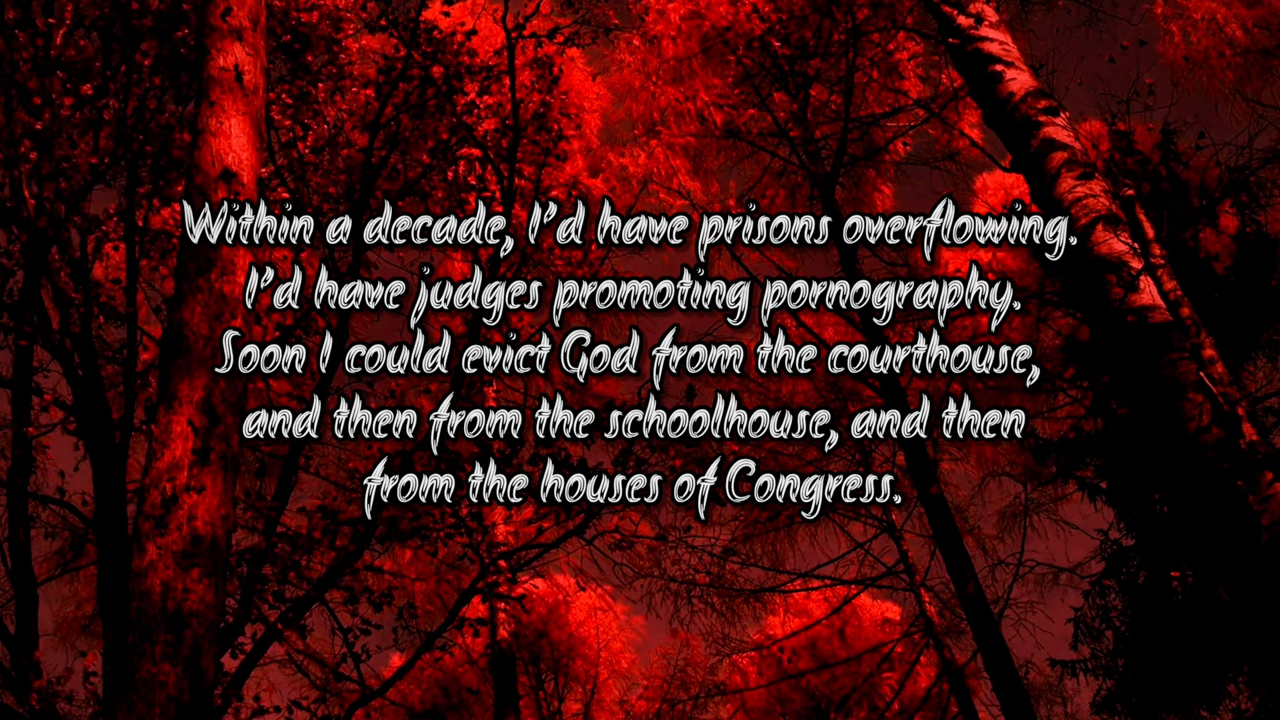 Within a decade, I'd have prisons overflowing.
I'd have judges promoting pornography.
Soon I could evict God from the courthouse,
and then from the schoolhouse, and then
from the houses of Congress.